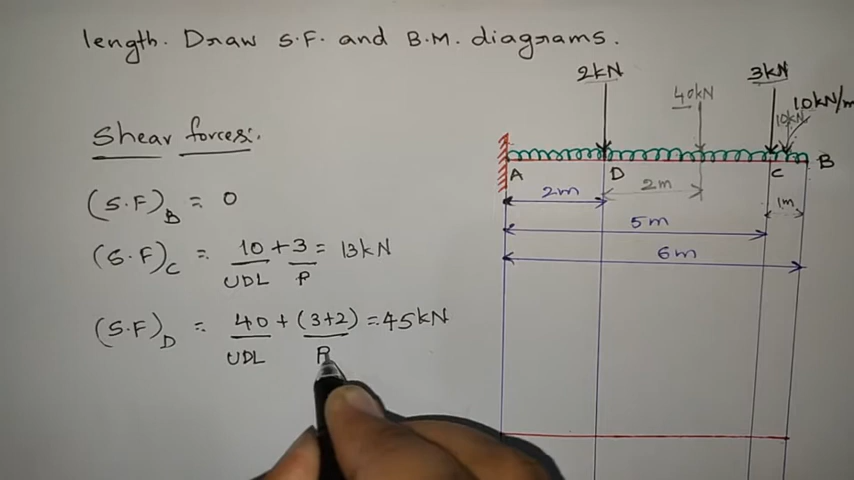 length. Draw S.F. and B.M. diagrams.
2kN
3kN
40kN
10kN/m
10kN
Shear forces:
A
D
C
B
2m
2m
1m
(S.F)B = 0
5m
(S.F)C = 10 + 3 = 13kN
UDL P
6m
(S.F)D = 40 + (3+2) = 45kN
UDL P